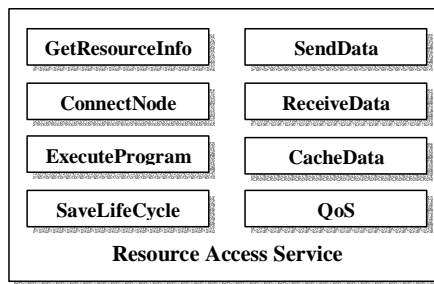 GetResourceInfo
SendData
ConnectNode
ReceiveData
ExecuteProgram
CacheData
SaveLifeCycle
QoS
Resource Access Service